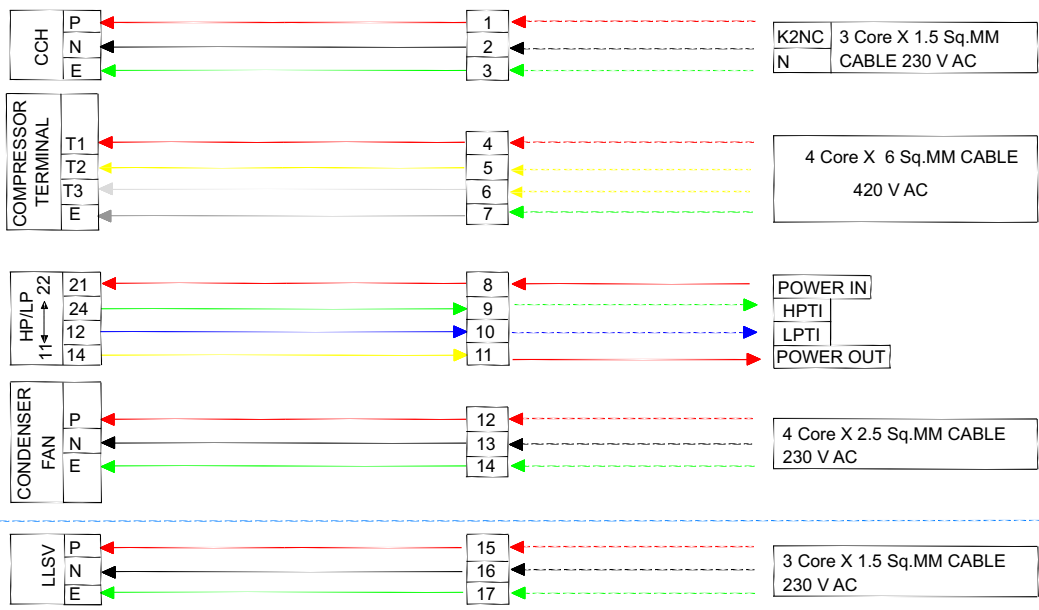 CCH
P
N
E
1
2
3
K2NC
N
3 Core X 1.5 Sq.MM
CABLE 230 V AC
COMPRESSOR
TERMINAL
T1
T2
T3
E
4
5
6
7
4 Core X 6 Sq.MM CABLE
420 V AC
HP/LP
11
22
21
24
12
14
8
9
10
11
POWER IN
HPTI
LPTI
POWER OUT
CONDENSER
FAN
P
N
E
12
13
14
4 Core X 2.5 Sq.MM CABLE
230 V AC
LLSV
P
N
E
15
16
17
3 Core X 1.5 Sq.MM CABLE
230 V AC